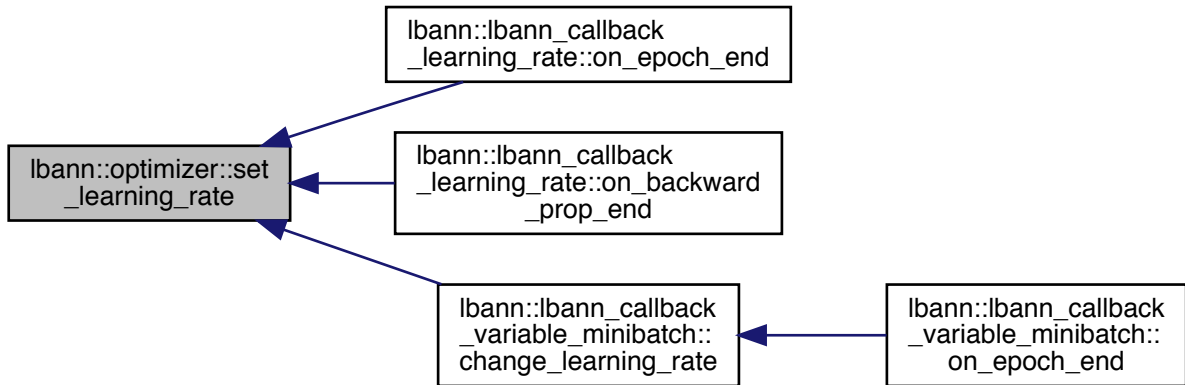 lbann::lbann_callback
_learning_rate::on_epoch_end
lbann::optimizer::set
_learning_rate
lbann::lbann_callback
_learning_rate::on_backward
_prop_end
lbann::lbann_callback
_variable_minibatch::
change_learning_rate
lbann::lbann_callback
_variable_minibatch::
on_epoch_end